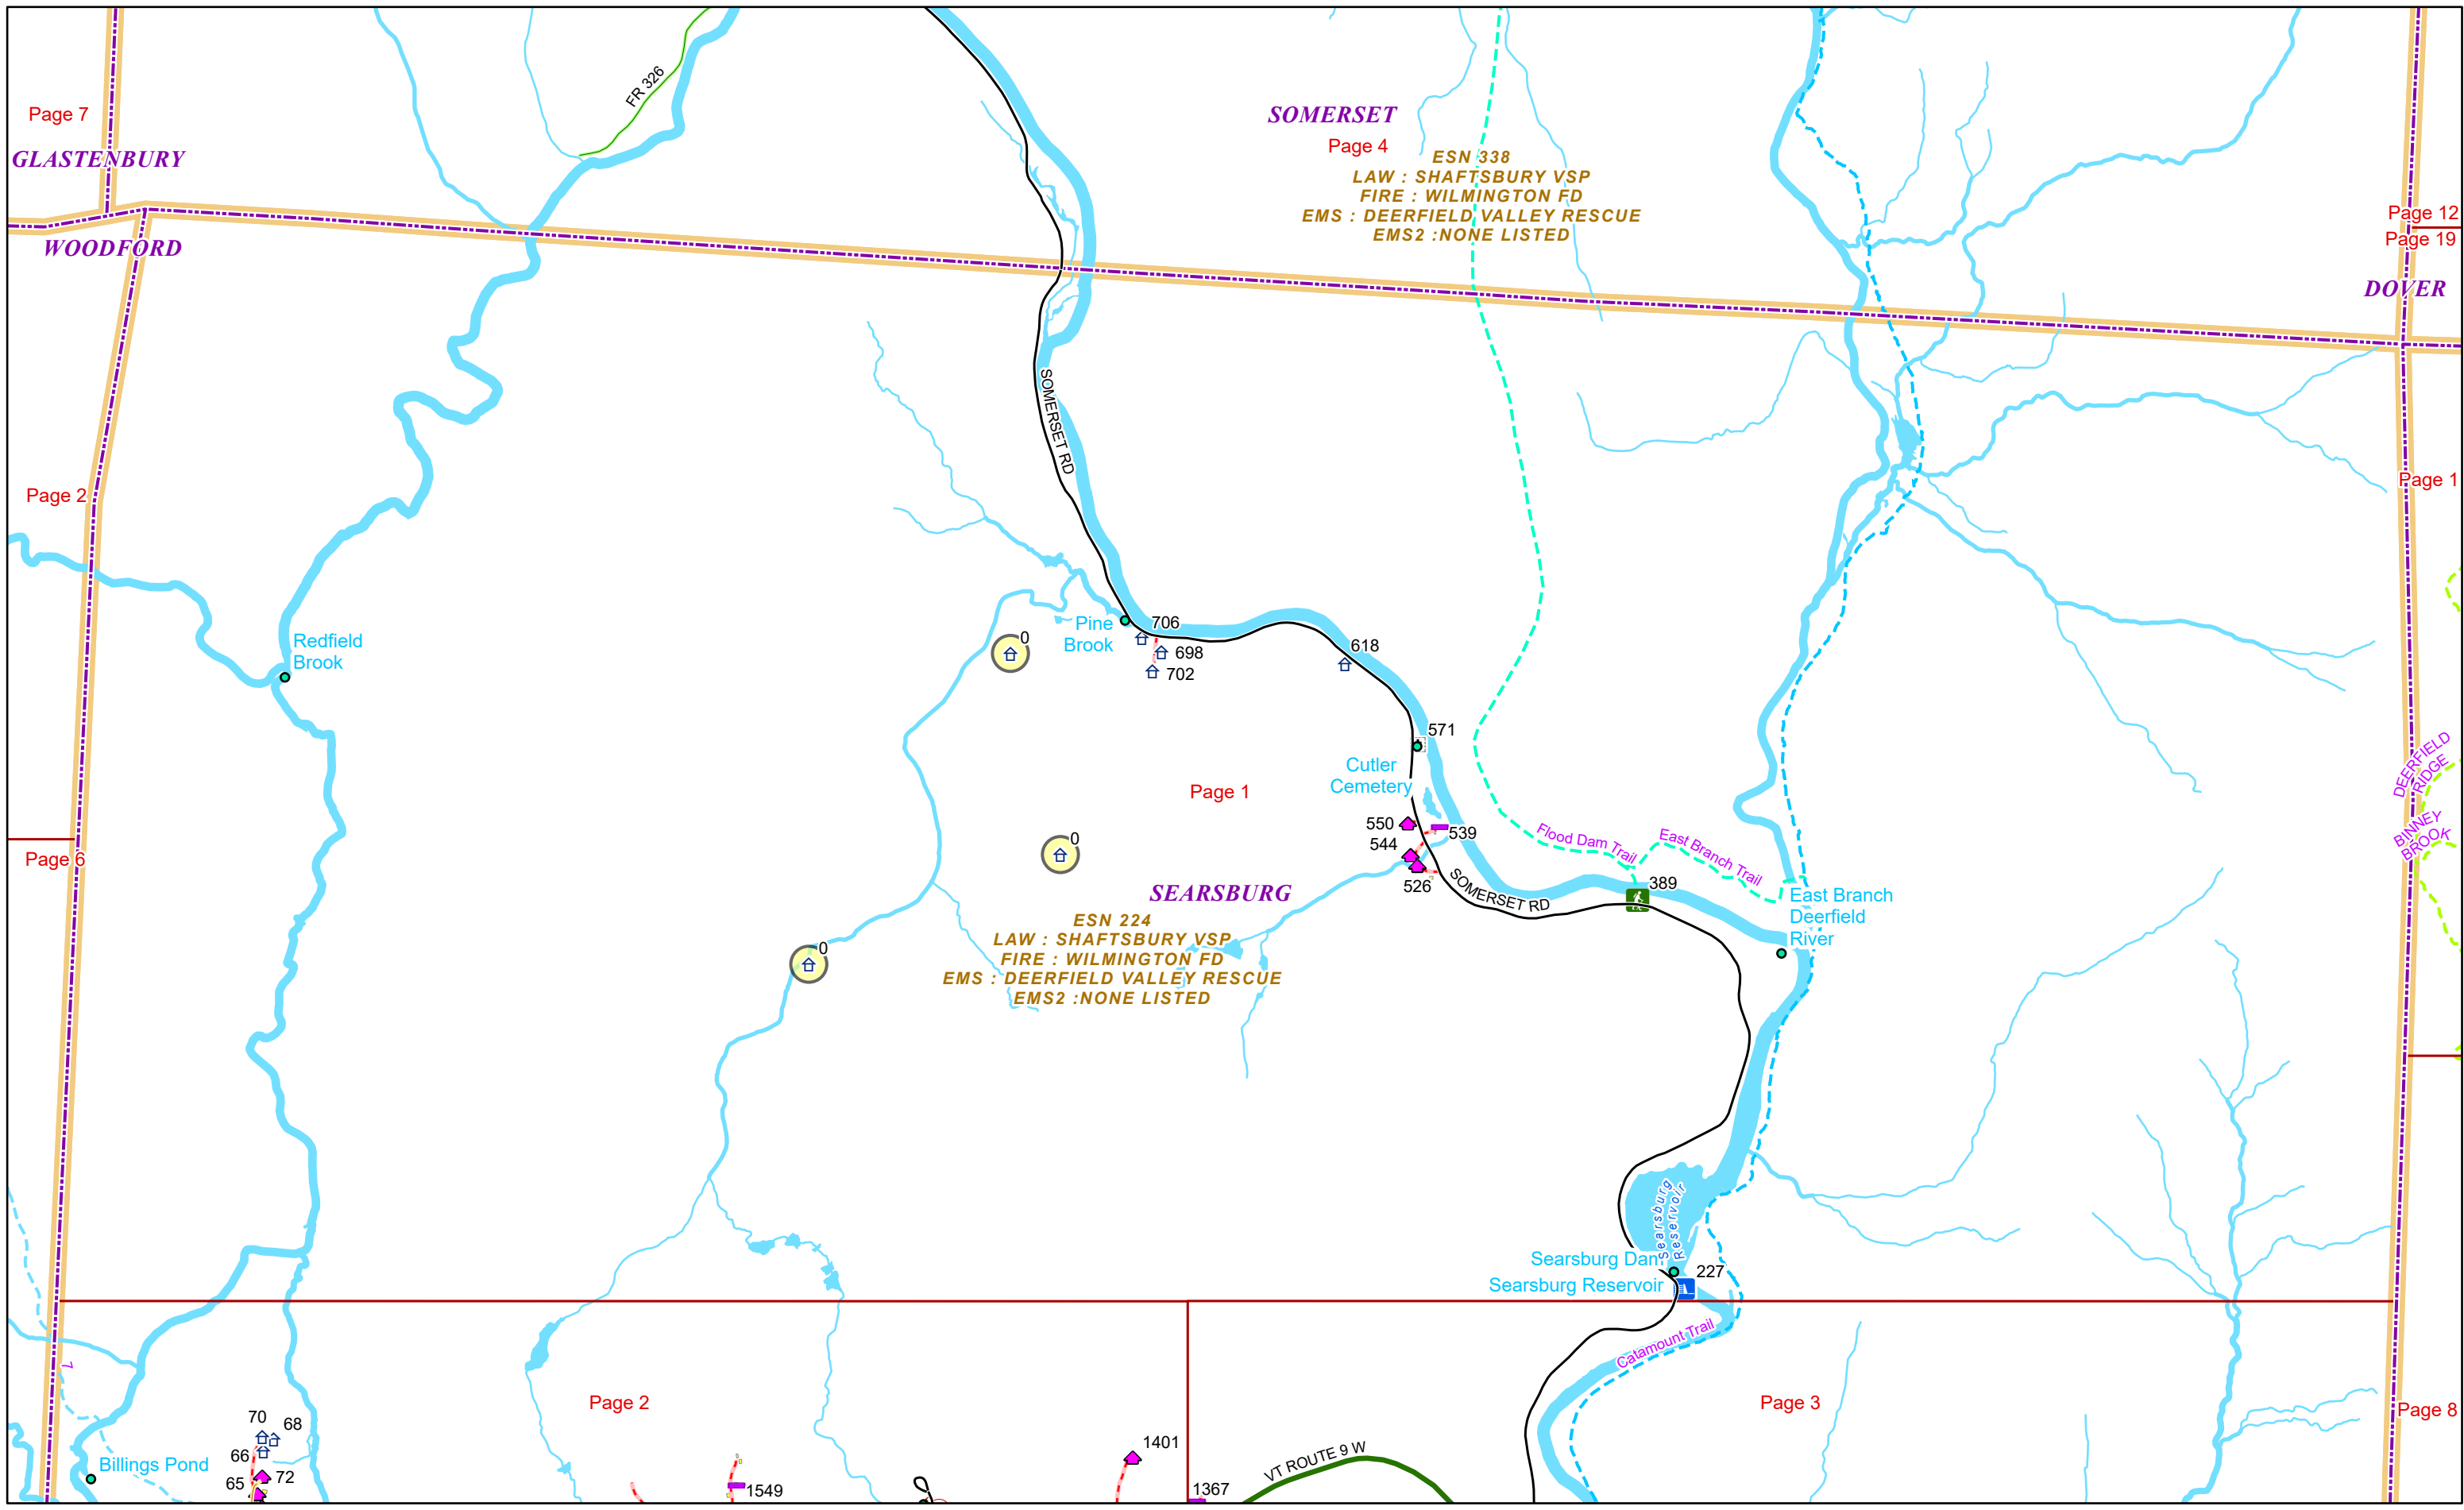 FR 326
Page 7
GLASTENBURY
SOMERSET
Page 4
ESN 338
LAW : SHAFTSBURY VSP
FIRE : WILMINGTON FD
EMS : DEERFIELD VALLEY RESCUE
EMS2 :NONE LISTED
Page 12
Page 19
WOODFORD
DOVER
SOMERSET RD
Page 2
Page 1
Redfield
Brook
Pine
Brook
706
698
702
0
618
571
Cutler
Cemetery
Page 1
550
544
539
526
0
Page 6
SEARSBURG
ESN 224
LAW : SHAFTSBURY VSP
FIRE : WILMINGTON FD
EMS : DEERFIELD VALLEY RESCUE
EMS2 :NONE LISTED
0
SOMERSET RD
Flood Dam Trail
East Branch Trail
389
East Branch
Deerfield
River
DEERFIELD
RIDGE
BINNEY
BROOK
Searsburg
Reservoir
Searsburg Dam
Searsburg Reservoir
227
Catamount Trail
7
Page 2
Page 3
Page 8
70
68
66
72
65
Billings Pond
1549
1401
1367
VT ROUTE 9 W